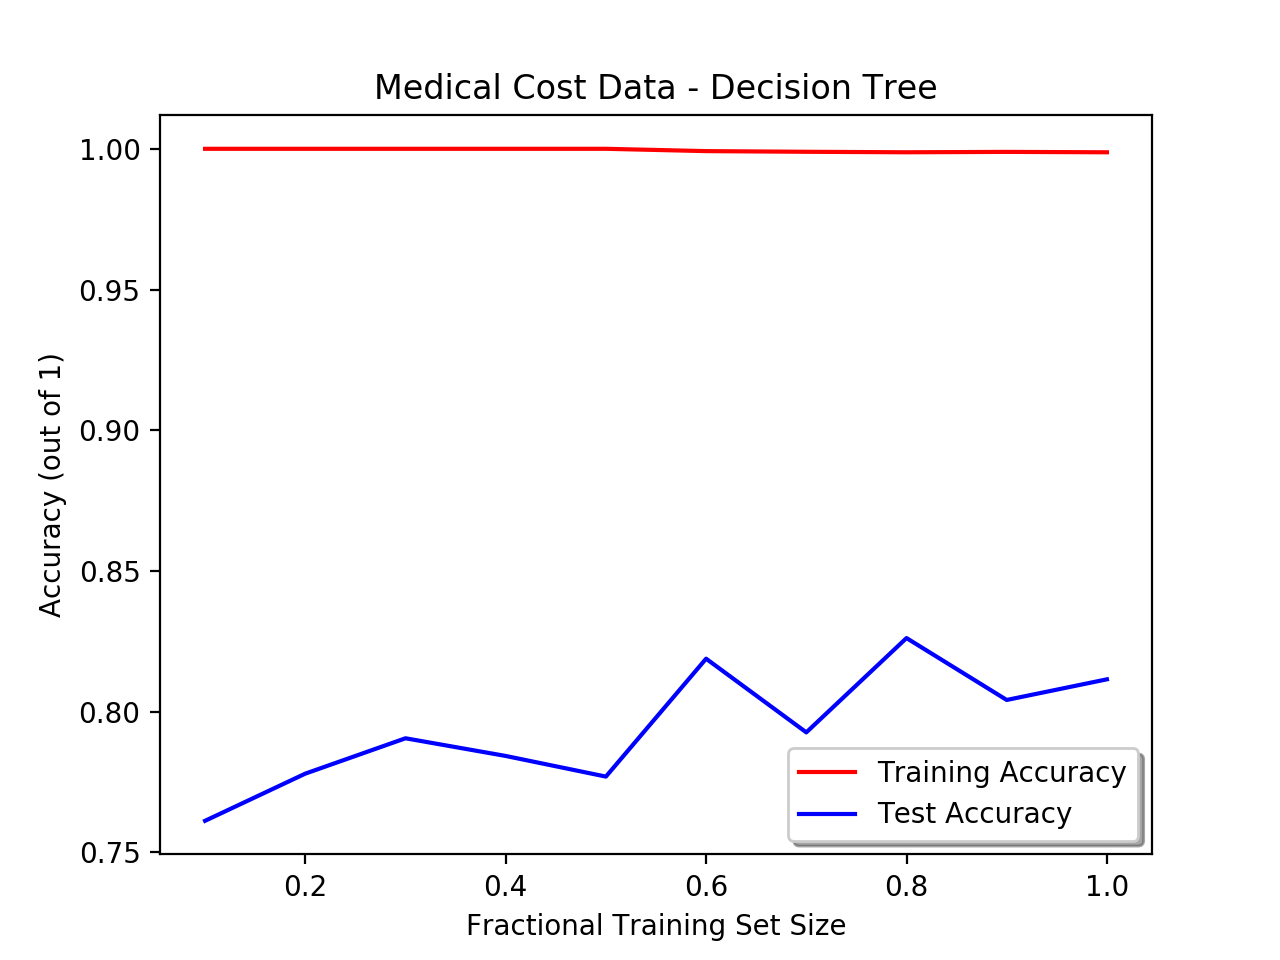 Medical Cost Data - Decision Tree
1.00
0.95
0.90
0.85
0.80
0.75
Accuracy (out of 1)
Training Accuracy
Test Accuracy
0.2 0.4 0.6 0.8 1.0
Fractional Training Set Size